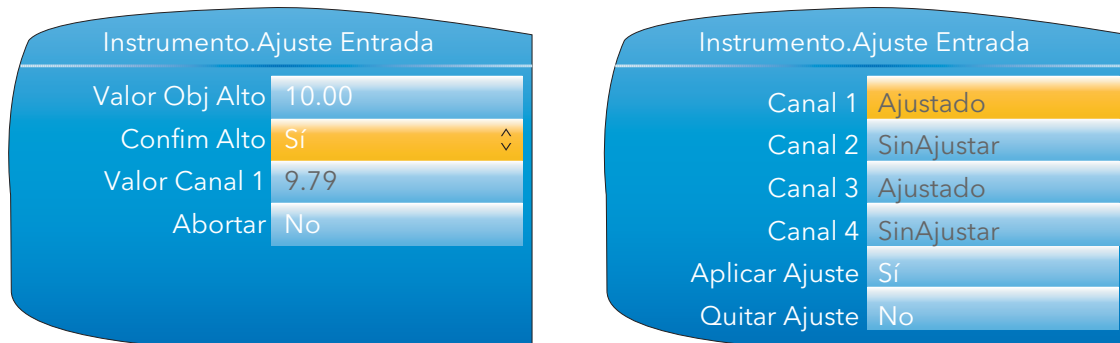 Instrumento.Ajuste Entrada
Valor Obj Alto 10.00
Confim Alto Sí
Valor Canal 1 9.79
Abortar No
Instrumento.Ajuste Entrada
Canal 1 Ajustado
Canal 2 SinAjustar
Canal 3 Ajustado
Canal 4 SinAjustar
Aplicar Ajuste Sí
Quitar Ajuste No